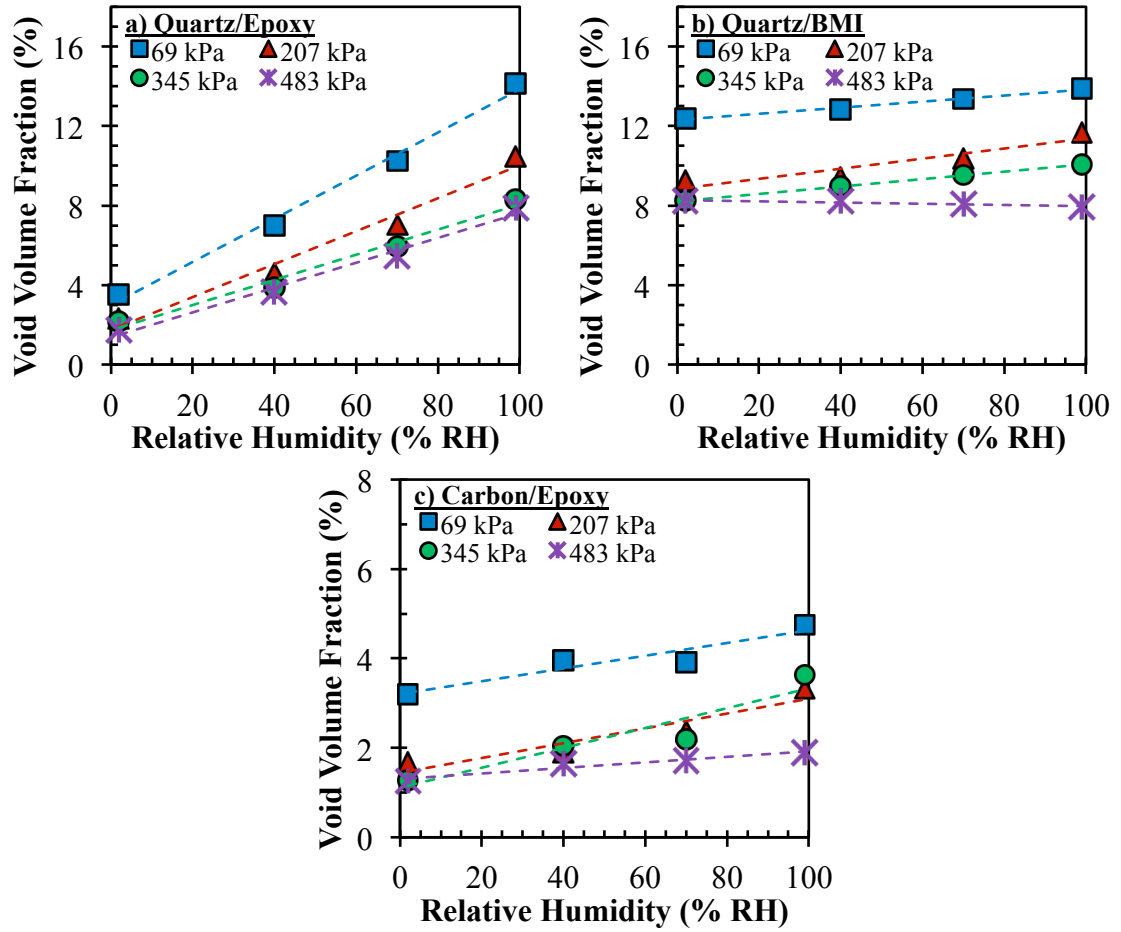 a) Quartz/Epoxy
69 kPa 207 kPa
345 kPa 483 kPa
Void Volume Fraction (%)
16
12
8
4
0
0 20 40 60 80 100
Relative Humidity (% RH)
b) Quartz/BMI
69 kPa 207 kPa
345 kPa 483 kPa
Void Volume Fraction (%)
16
12
8
4
0
0 20 40 60 80 100
Relative Humidity (% RH)
c) Carbon/Epoxy
69 kPa 207 kPa
345 kPa 483 kPa
Void Volume Fraction (%)
8
6
4
2
0
0 20 40 60 80 100
Relative Humidity (% RH)